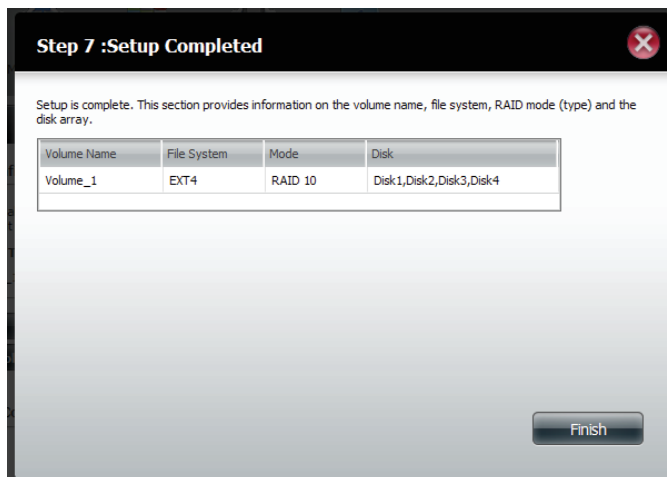 Step 7 :Setup Completed
Setup is complete. This section provides information on the volume name, file system, RAID mode (type) and the
disk array.
Volume Name File System Mode Disk
Volume_1 EXT4 RAID 10 Disk1,Disk2,Disk3,Disk4
Finish